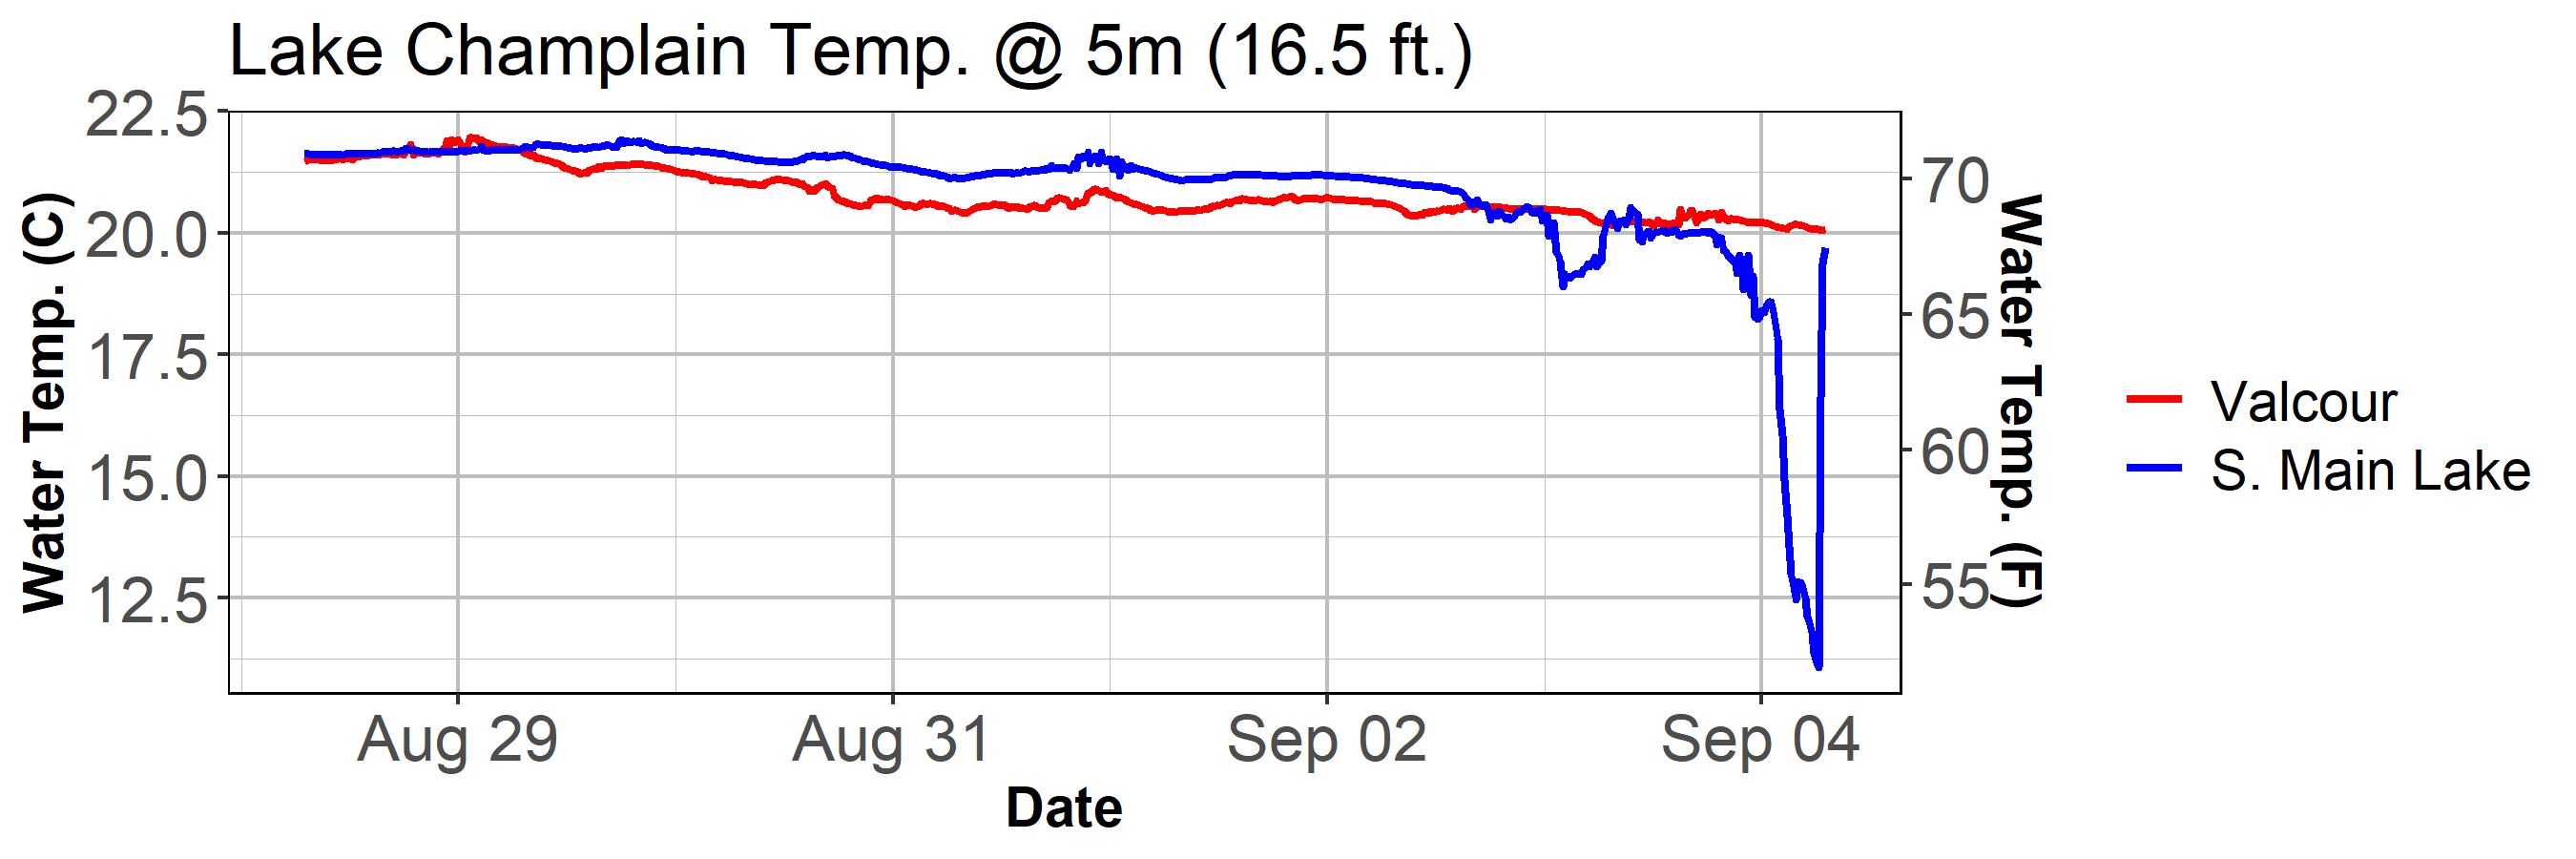 Lake Champlain Temp. @ 5m (16.5 ft.)
Water Temp. (C)
22.5
20.0
17.5
15.0
12.5
70
65
60
55
Water Temp. (F)
Aug 29
Aug 31
Sep 02
Sep 04
Date
Valcour
S. Main Lake